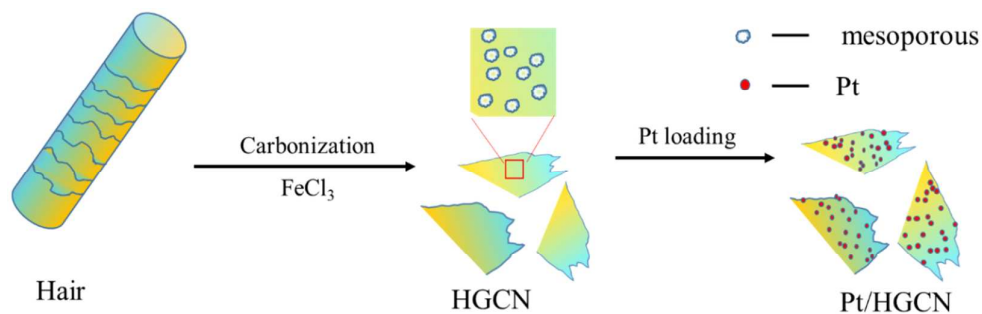 mesoporous
Pt
Carbonization
FeCl₃
Pt loading
Hair
HGCN
Pt/HGCN